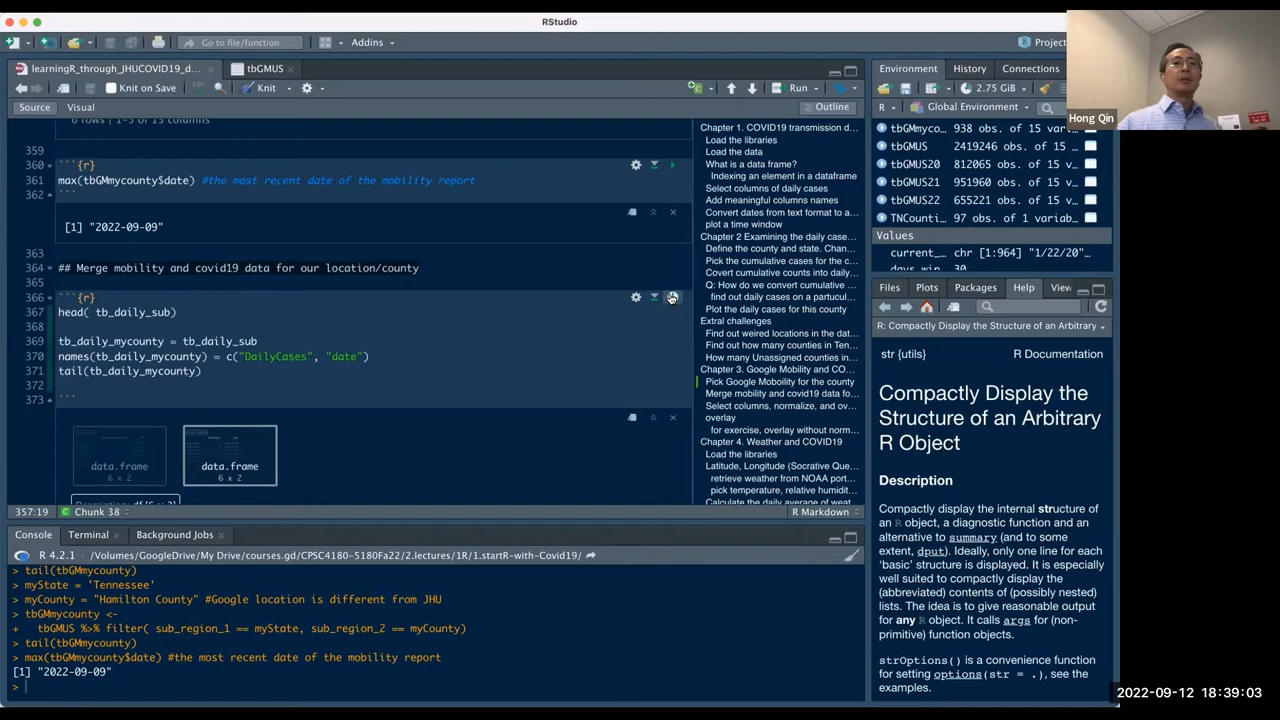 RStudio
Go to file/function
Addins
Project
Hong Qin
learningR_through_JHUCOVID19_d...
tbGMUS
Knit on Save
ABC
Knit
Run
Source
Visual
Outline
359
360 ```{r}
361 max(tbGMmycounty$date) #the most recent date of the mobility report
362 ```
[1] "2022-09-09"
363
364 ## Merge mobility and covid19 data for our location/county
365
366 ```{r}
367 head( tb_daily_sub)
368
369 tb_daily_mycounty = tb_daily_sub
370 names(tb_daily_mycounty) = c("DailyCases", "date")
371 tail(tb_daily_mycounty)
372
373 ```
data.frame
6 x 2
data.frame
6 x 2
357:19
Chunk 38
R Markdown
Chapter 1. COVID19 transmission d...
Load the libraries
Load the data
What is a data frame?
Indexing an element in a dataframe
Select columns of daily cases
Add meaningful columns names
Convert dates from text format to a...
plot a time window
Chapter 2 Examining the daily case...
Define the county and state. Chan...
Pick the cumulative cases for the c...
Covert cumulative counts into daily...
Q: How do we convert cumulative ...
find out daily cases on a partucul...
Plot the daily cases for this county
Extral challenges
Find out weired locations in the dat...
Find out how many counties in Ten...
How many Unassigned counties in...
Chapter 3. Google Mobility and CO...
Pick Google Moboility for the county
Merge mobility and covid19 data fo...
Select columns, normalize, and ov...
overlay
for exercise, overlay without norm...
Chapter 4. Weather and COVID19
Load the libraries
Latitude, Longitude (Socrative Que...
retrieve weather from NOAA port...
pick temperature, relative humidit...
Calculate the daily average of weat...
Console
Terminal
Background Jobs
R 4.2.1 · /Volumes/GoogleDrive/My Drive/courses.gd/CPSC4180-5180Fa22/2.lectures/1R/1.startR-with-Covid19/
> tail(tbGMmycounty)
> myState = 'Tennessee'
> myCounty = "Hamilton County" #Google location is different from JHU
> tbGMmycounty <-
+ tbGMUS %>% filter( sub_region_1 == myState, sub_region_2 == myCounty)
> tail(tbGMmycounty)
> max(tbGMmycounty$date) #the most recent date of the mobility report
[1] "2022-09-09"
>
Environment
History
Connections
2.75 GiB
R
Global Environment
tbGMmyco... 938 obs. of 15 var...
tbGMUS 2419246 obs. of 15 ...
tbGMUS20 812065 obs. of 15 v...
tbGMUS21 951960 obs. of 15 v...
tbGMUS22 655221 obs. of 15 v...
TNCounti... 97 obs. of 1 variab...
Values
current_... chr [1:964] "1/22/20"...
days_win... 30
Files
Plots
Packages
Help
View
R: Compactly Display the Structure of an Arbitrary
str {utils}
R Documentation
Compactly Display the
Structure of an Arbitrary
R Object
Description
Compactly display the internal structure of
an R object, a diagnostic function and an
alternative to summary (and to some
extent, dput). Ideally, only one line for each
‘basic’ structure is displayed. It is especially
well suited to compactly display the
(abbreviated) contents of (possibly nested)
lists. The idea is to give reasonable output
for any R object. It calls args for (non-
primitive) function objects.
strOptions() is a convenience function
for setting options(str = .), see the
examples.
2022-09-12 18:39:03